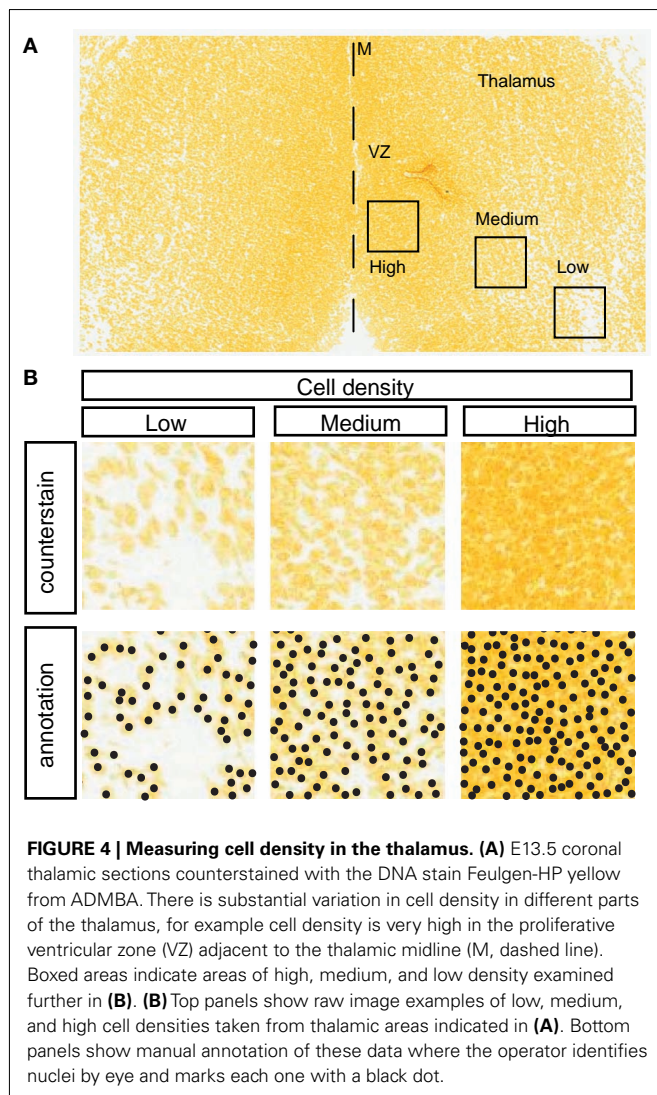 A
M
Thalamus
VZ
Medium
High
Low
B
Cell density
Low Medium High
counterstain
annotation
FIGURE 4 | Measuring cell density in the thalamus. (A) E13.5 coronal
thalamic sections counterstained with the DNA stain Feulgen-HP yellow
from ADMBA. There is substantial variation in cell density in different parts
of the thalamus, for example cell density is very high in the proliferative
ventricular zone (VZ) adjacent to the thalamic midline (M, dashed line).
Boxed areas indicate areas of high, medium, and low density examined
further in (B). (B) Top panels show raw image examples of low, medium,
and high cell densities taken from thalamic areas indicated in (A). Bottom
panels show manual annotation of these data where the operator identifies
nuclei by eye and marks each one with a black dot.